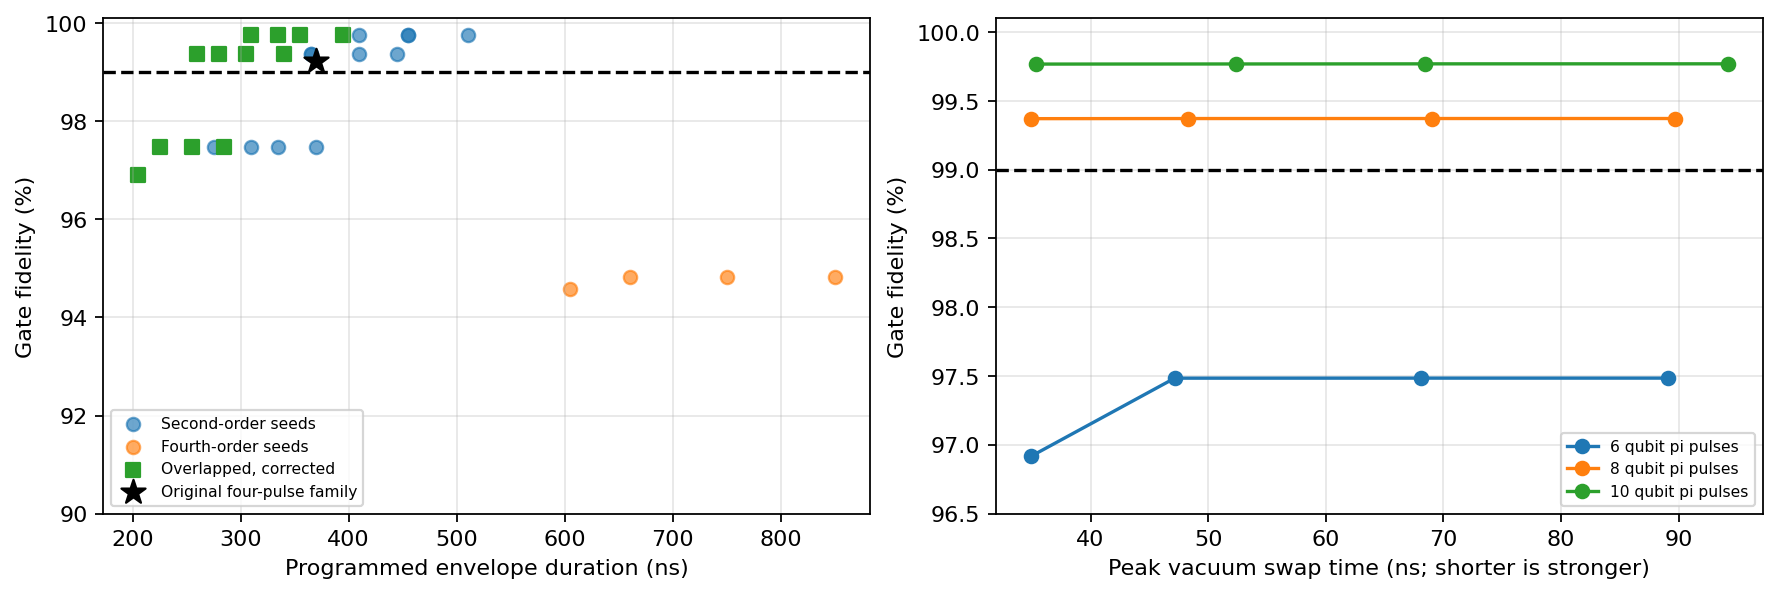 100
98
96
94
92
90
Gate fidelity (%)
200 300 400 500 600 700 800
Programmed envelope duration (ns)
Second-order seeds
Fourth-order seeds
Overlapped, corrected
Original four-pulse family
100.0
99.5
99.0
98.5
98.0
97.5
97.0
96.5
Gate fidelity (%)
40 50 60 70 80 90
Peak vacuum swap time (ns; shorter is stronger)
6 qubit pi pulses
8 qubit pi pulses
10 qubit pi pulses